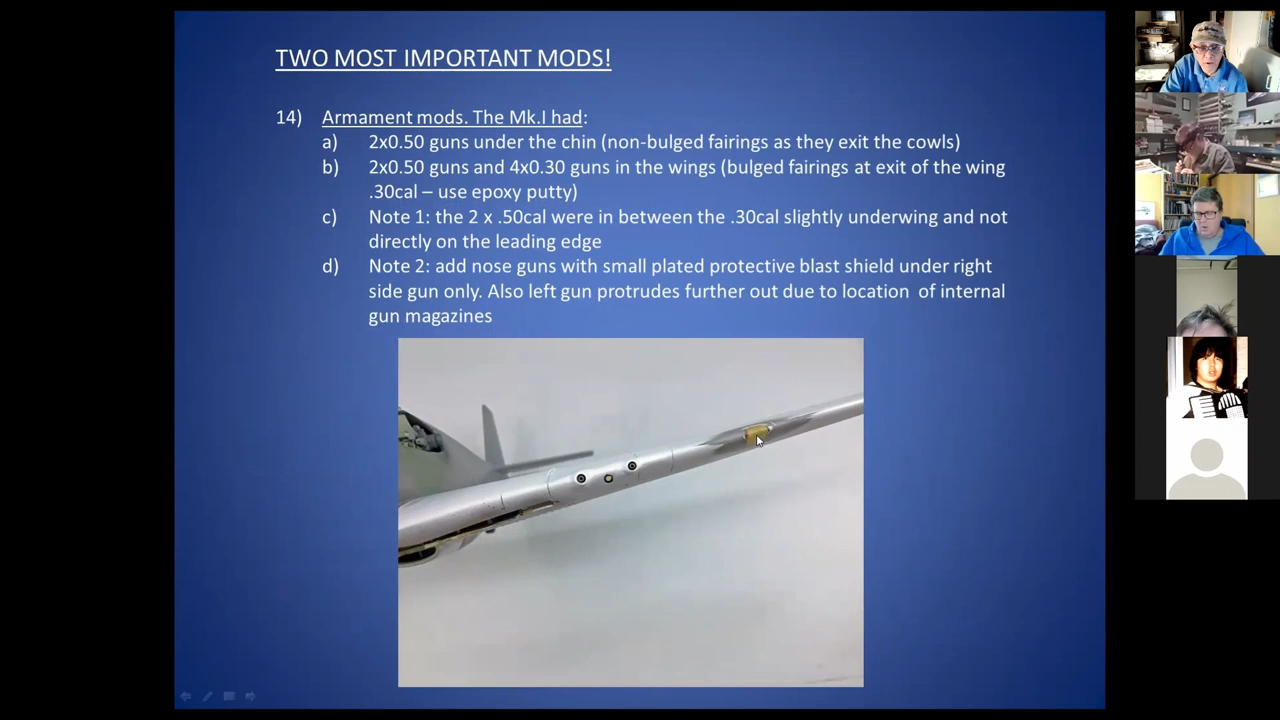 TWO MOST IMPORTANT MODS!
14) Armament mods. The Mk.I had:
a) 2x0.50 guns under the chin (non-bulged fairings as they exit the cowls)
b) 2x0.50 guns and 4x0.30 guns in the wings (bulged fairings at exit of the wing
.30cal – use epoxy putty)
c) Note 1: the 2 x .50cal were in between the .30cal slightly underwing and not
directly on the leading edge
d) Note 2: add nose guns with small plated protective blast shield under right
side gun only. Also left gun protrudes further out due to location of internal
gun magazines